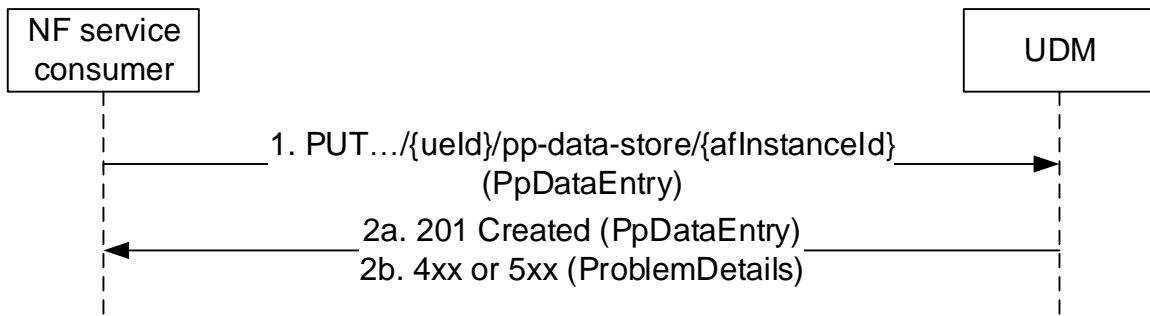 NF service
consumer
UDM
1. PUT…/{ueId}/pp-data-store/{afInstanceId}
(PpDataEntry)
2a. 201 Created (PpDataEntry)
2b. 4xx or 5xx (ProblemDetails)